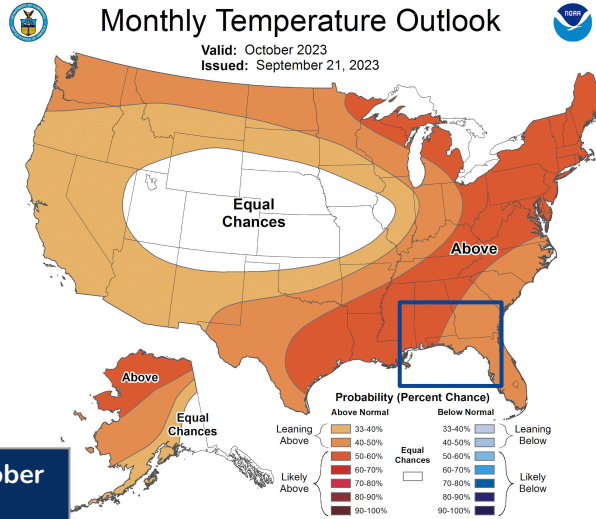 Monthly Temperature Outlook
NOAA
Valid: October 2023
Issued: September 21, 2023
Equal
Chances
Above
Above
Equal
Chances
Probability (Percent Chance)
Above Normal
Below Normal
Leaning
Above
33-40%
40-50%
50-60%
60-70%
70-80%
80-90%
90-100%
Likely
Above
Equal
Chances
33-40%
40-50%
50-60%
60-70%
70-80%
80-90%
90-100%
Leaning
Below
Likely
Below
ober